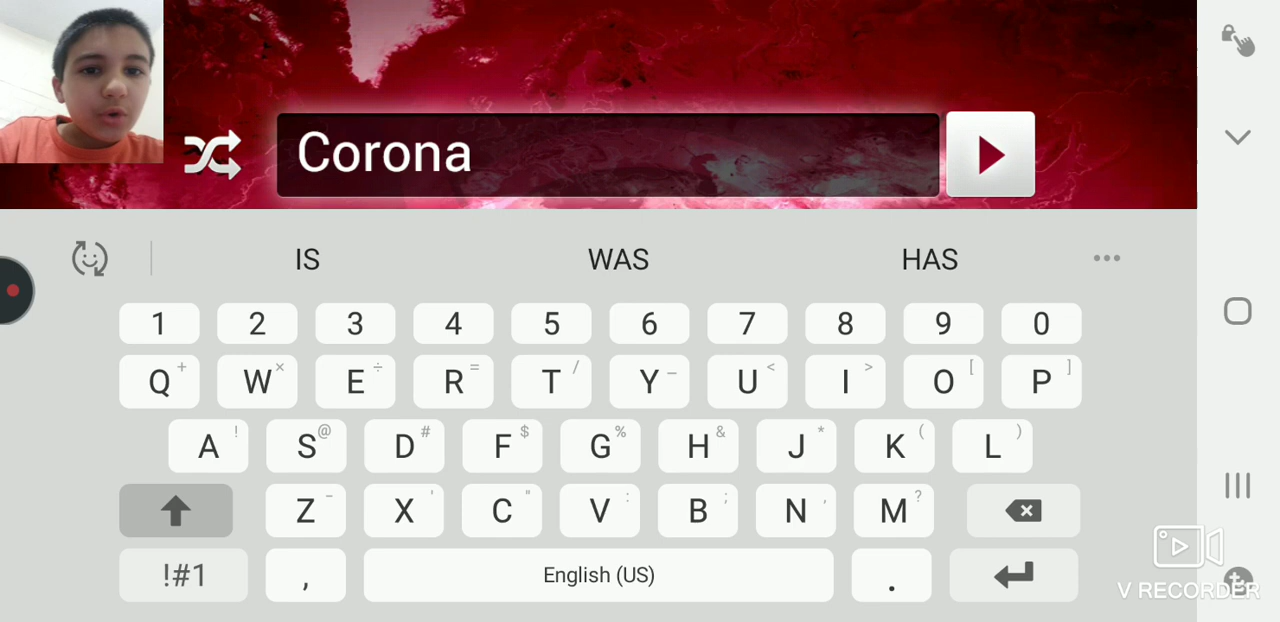 Corona
IS WAS HAS
1 2 3 4 5 6 7 8 9 0
Q + W × E ÷ R = T / Y _ U < I > O [ P ]
A ! S @ D # F $ G % H & J * K ( L )
Z - X ' C " V : B ; N , M ?
!#1 , English (US) .
V RECORDER